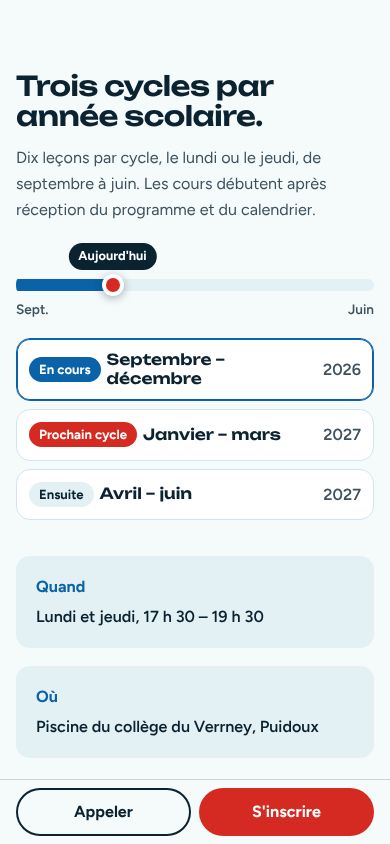 Trois cycles par
année scolaire.
Dix leçons par cycle, le lundi ou le jeudi, de
septembre à juin. Les cours débutent après
réception du programme et du calendrier.
Aujourd'hui
Sept.
Juin
En cours
Septembre –
décembre
2026
Prochain cycle
Janvier – mars
2027
Ensuite
Avril – juin
2027
Quand
Lundi et jeudi, 17 h 30 – 19 h 30
Où
Piscine du collège du Verrney, Puidoux
Appeler
S'inscrire